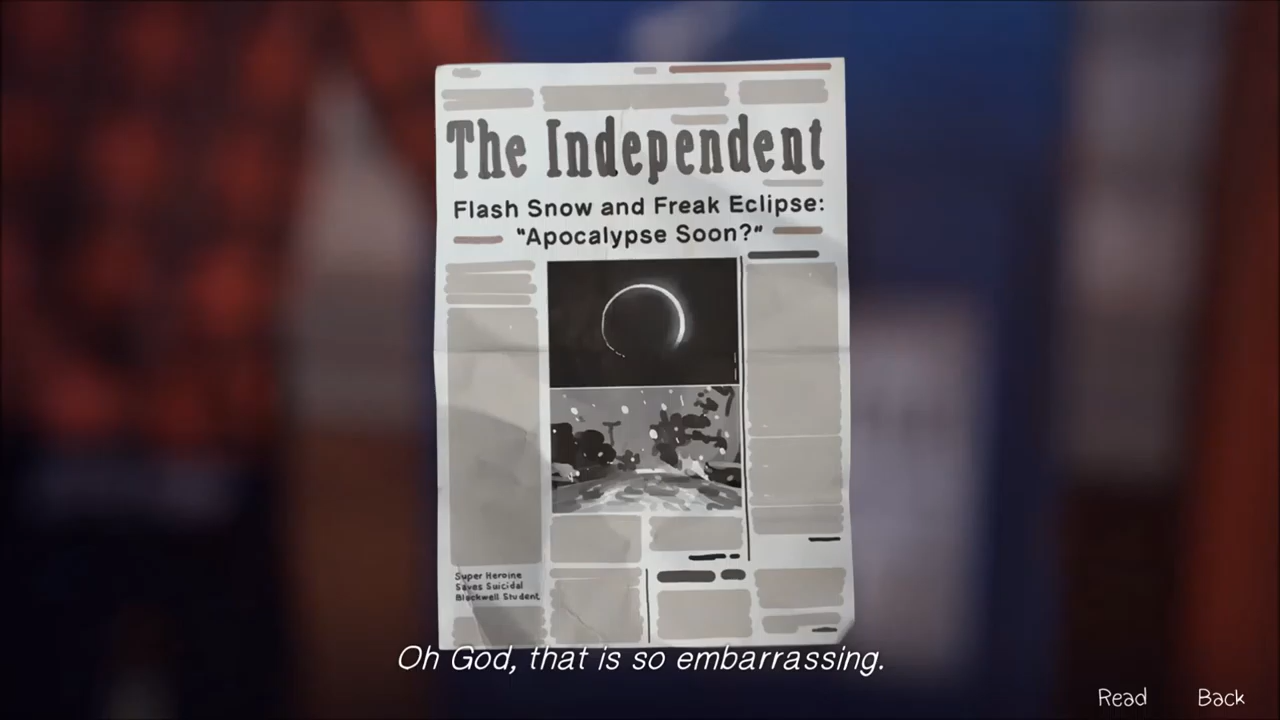 The Independent
Flash Snow and Freak Eclipse:
"Apocalypse Soon?"
Super Heroine
Saves Suicidal
Blackwell Student
Oh God, that is so embarrassing.
Read Back